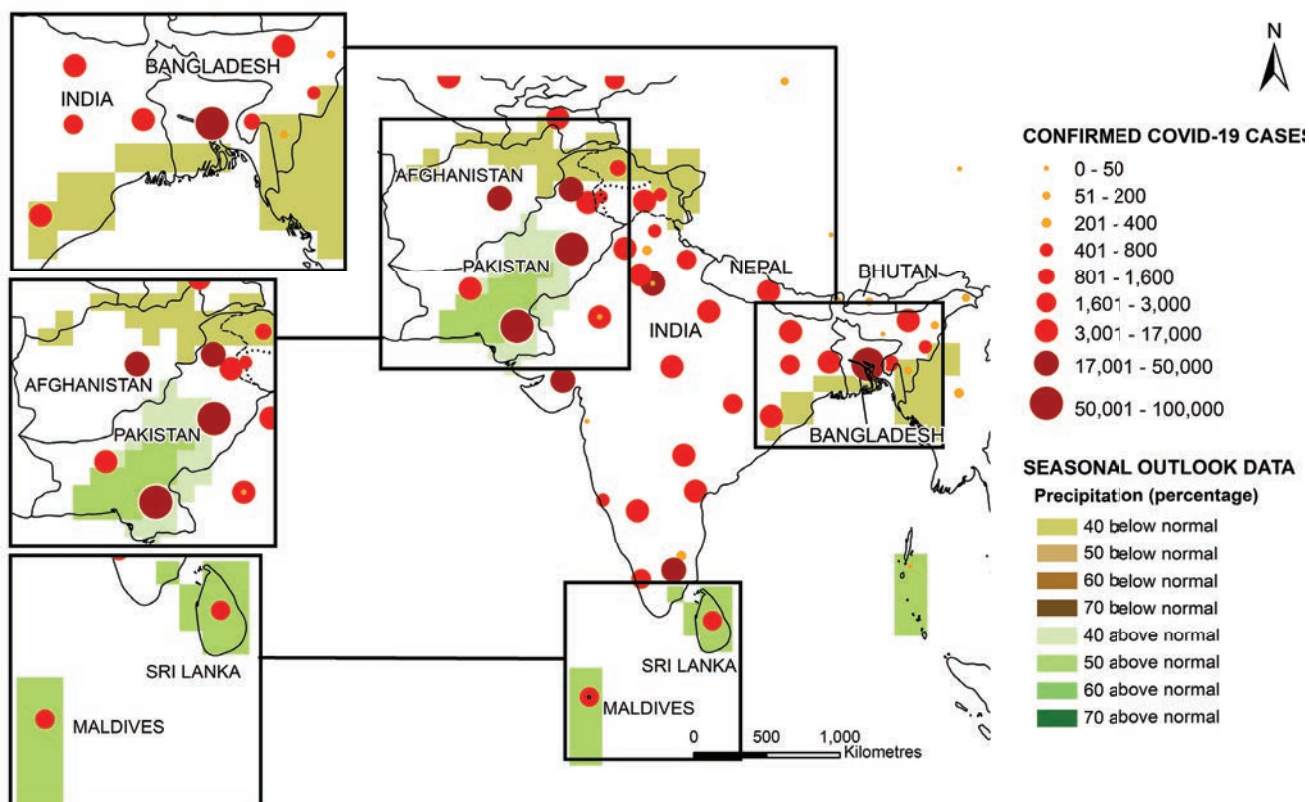 BANGLADESH
INDIA
AFGHANISTAN
PAKISTAN
SRI LANKA
MALDIVES
AFGHANISTAN
PAKISTAN
NEPAL
BHUTAN
INDIA
BANGLADESH
SRI LANKA
MALDIVES
0 500 1,000
Kilometres
N
CONFIRMED COVID-19 CASES
0 - 50
51 - 200
201 - 400
401 - 800
801 - 1,600
1,601 - 3,000
3,001 - 17,000
17,001 - 50,000
50,001 - 100,000
SEASONAL OUTLOOK DATA
Precipitation (percentage)
40 below normal
50 below normal
60 below normal
70 below normal
40 above normal
50 above normal
60 above normal
70 above normal